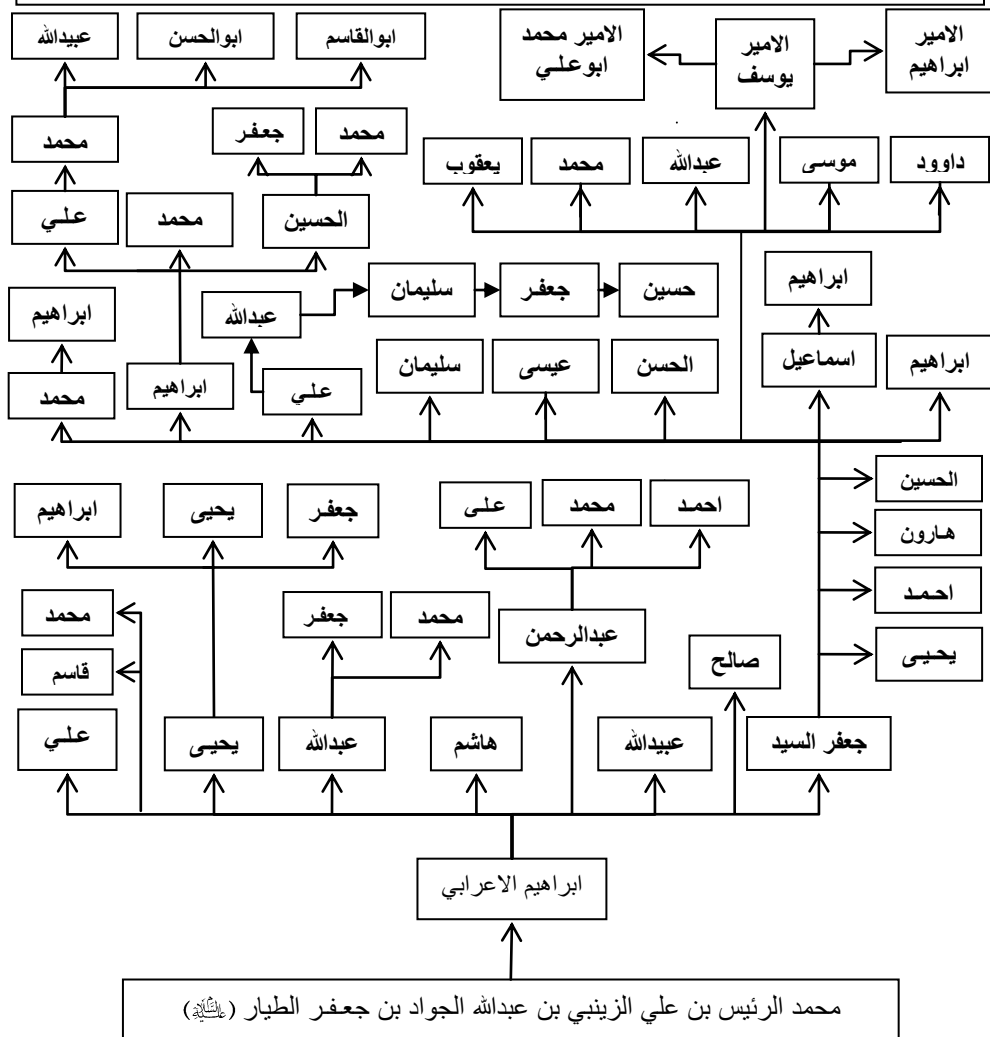 الامير
ابراهيم
الامير
يوسف
الامير محمد
ابوعلي
ابوالقاسم
ابوالحسن
عبيدالله
محمد
جعفر
محمد
داوود
موسى
عبدالله
محمد
يعقوب
الحسين
محمد
علي
ابراهيم
حسين
جعفر
سليمان
عبدالله
ابراهيم
ابراهيم
اسماعيل
الحسن
عيسى
سليمان
علي
ابراهيم
محمد
الحسين
هارون
احمد
يحيى
احمد
محمد
على
جعفر
يحيى
ابراهيم
محمد
جعفر
محمد
قاسم
عبدالرحمن
صالح
جعفر السيد
عبيدالله
هاشم
عبدالله
يحيى
علي
ابراهيم الاعرابي
محمد الرئيس بن علي الزينبي بن عبدالله الجواد بن جعفر الطيار (عليه السلام)